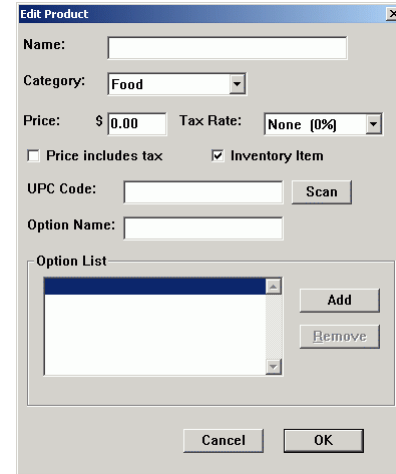 Edit Product
Name:
Category: Food
Price: $ 0.00 Tax Rate: None (0%)
Price includes tax Inventory Item
UPC Code: Scan
Option Name:
Option List
Add
Remove
Cancel OK